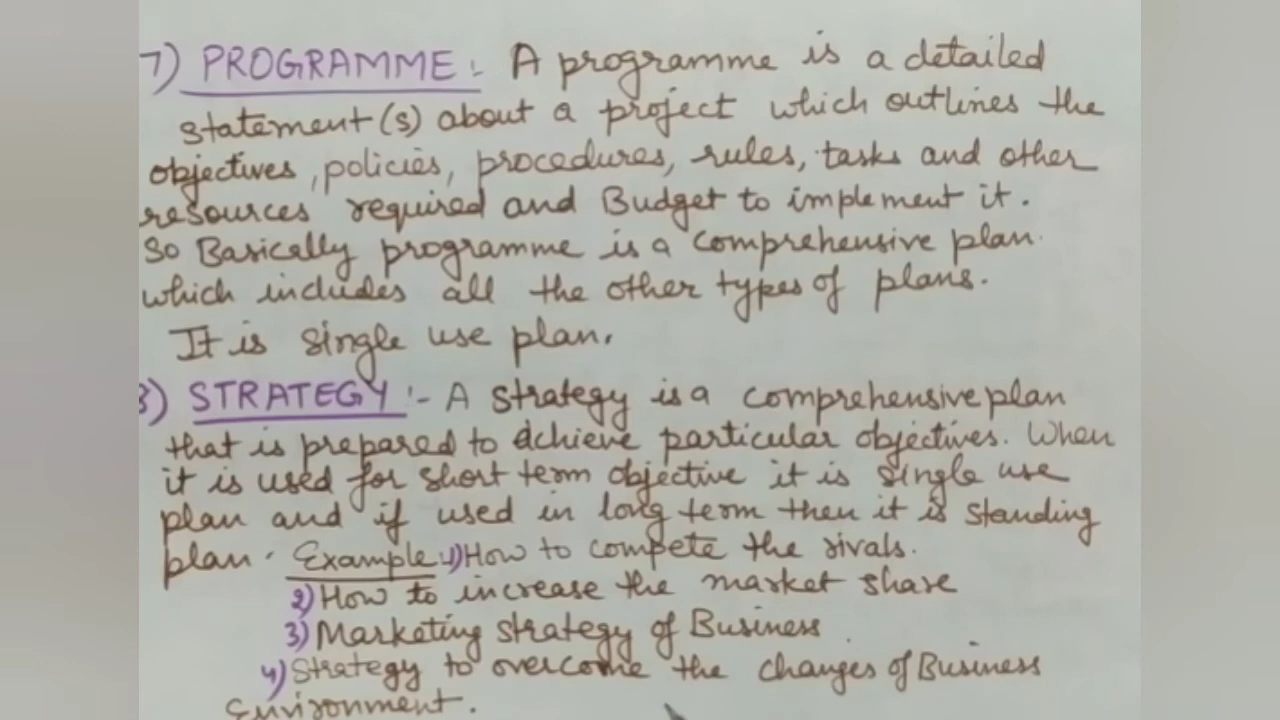 7) PROGRAMME:- A programme is a detailed
statement(s) about a project which outlines the
objectives, policies, procedures, rules, tasks and other
resources required and Budget to implement it.
So Basically programme is a comprehensive plan
which includes all the other types of plans.
It is single use plan.
8) STRATEGY:- A strategy is a comprehensive plan
that is prepared to achieve particular objectives. When
it is used for short term objective it is single use
plan and if used in long term then it is standing
plan. Example 1) How to compete the rivals.
2) How to increase the market share
3) Marketing strategy of Business
4) Strategy to overcome the changes of Business
Environment.